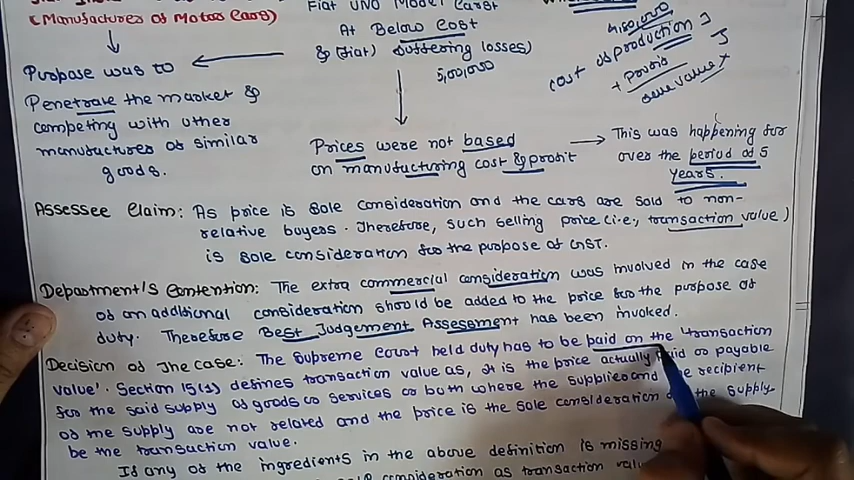 (Manufactures of Motor Cars)
Fiat UNO Model Cars
At Below Cost
& (Fiat) suffering losses)
5,00,000
4,50,000
cost of production
+ Profit
Purpose was to
Penetrate the market &
competing with other
manufactures of similar
goods.
Prices were not based
on manufacturing cost & profit
This was happening for
over the period of 5
years.
Assessee Claim: As price is sole consideration and the cars are sold to non-
relative buyers. Therefore, such selling price (i.e., transaction value)
is sole consideration for the purpose of GST.
Department's Contention: The extra commercial consideration was involved in the case
of an additional consideration should be added to the price for the purpose of
duty. Therefore Best Judgement Assessment has been invoked.
Decision of the case: The Supreme Court held duty has to be paid on the 'transaction
value'. Section 15(1) defines transaction value as, it is the price actually paid or payable
for the said supply of goods or services or both where the supplier and the recipient
of the supply are not related and the price is the sole consideration of the supply
be the transaction value.
If any of the ingredients in the above definition is missing
consideration as transaction